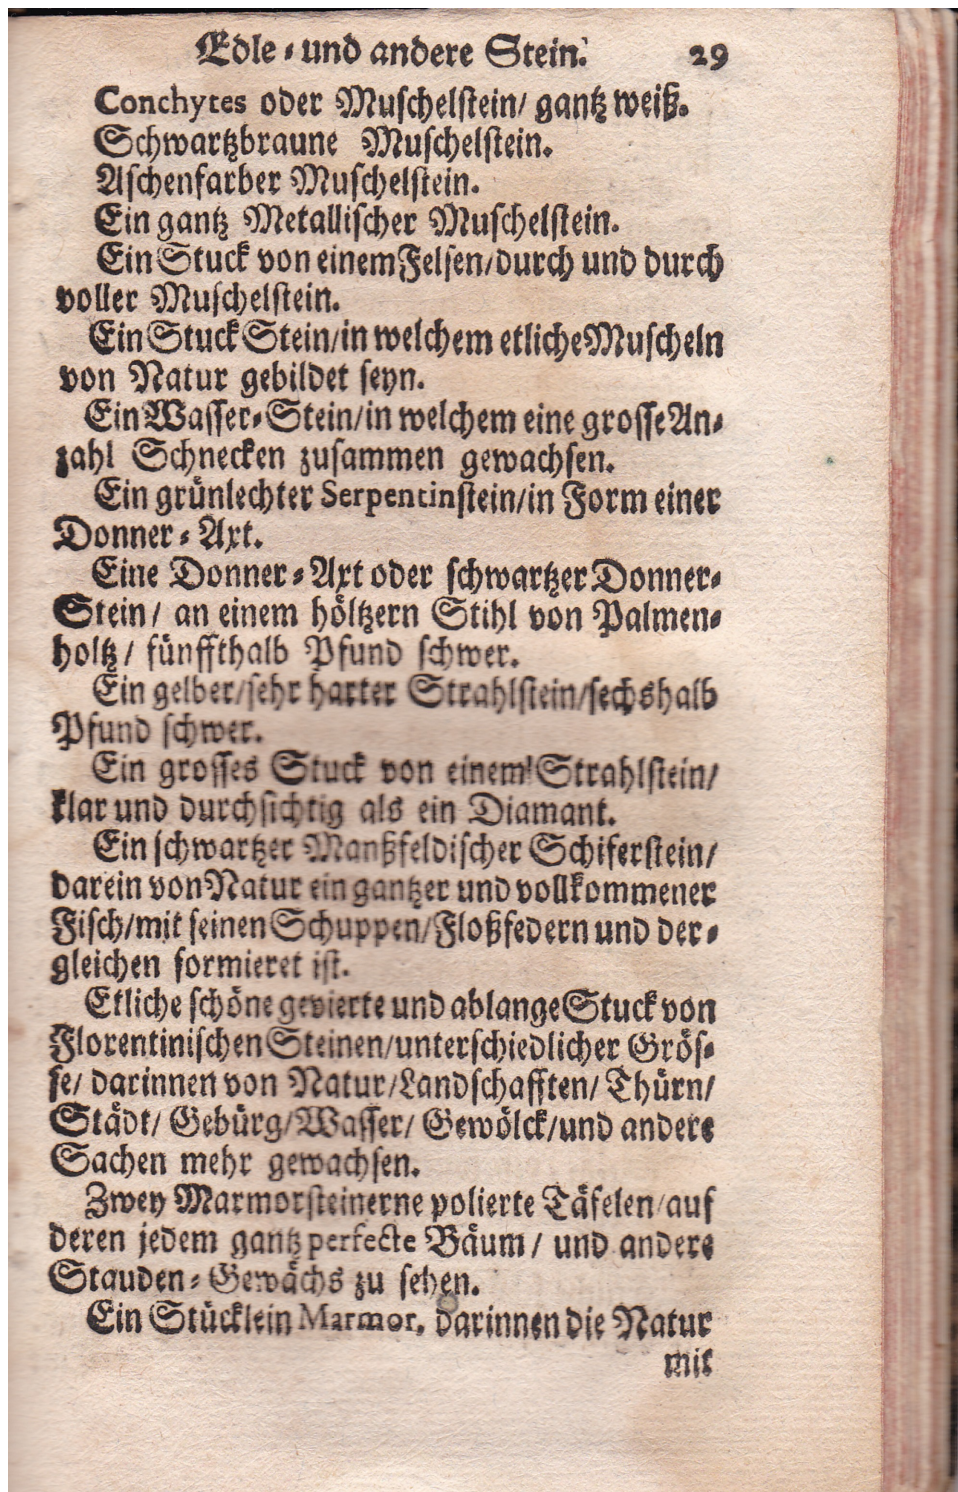 Edle- und andere Stein. 29
Conchytes oder Muschelstein/ gantz weiß.
Schwartzbraune Muschelstein.
Aschenfarber Muschelstein.
Ein gantz Metallischer Muschelstein.
Ein Stuck von einem Felsen/durch und durch
voller Muschelstein.
Ein Stuck Stein/in welchem etliche Muscheln
von Natur gebildet seyn.
Ein Wasser-Stein/in welchem eine grosse An-
zahl Schnecken zusammen gewachsen.
Ein grünlechter Serpentinstein/in Form einer
Donner-Axt.
Eine Donner-Axt oder schwartzer Donner-
Stein/ an einem höltzern Stihl von Palmen-
holtz/ fünffthalb Pfund schwer.
Ein gelber/sehr harter Strahlstein/sechshalb
Pfund schwer.
Ein grosses Stuck von einem Strahlstein/
klar und durchsichtig als ein Diamant.
Ein schwartzer Manßfeldischer Schiferstein/
darein von Natur ein gantzer und vollkommener
Fisch/mit seinen Schuppen/Floßfedern und der-
gleichen formieret ist.
Etliche schöne gevierte und ablange Stuck von
Florentinischen Steinen/unterschiedlicher Grös-
se/ darinnen von Natur/Landschafften/ Thürn/
Städt/ Gebürg/Wasser/ Gewölck/und andere
Sachen mehr gewachsen.
Zwey Marmorsteinerne polierte Täfelen/auf
deren jedem gantz perfecte Bäum/ und andere
Stauden-Gewächs zu sehen.
Ein Stücklein Marmor, darinnen die Natur
mit